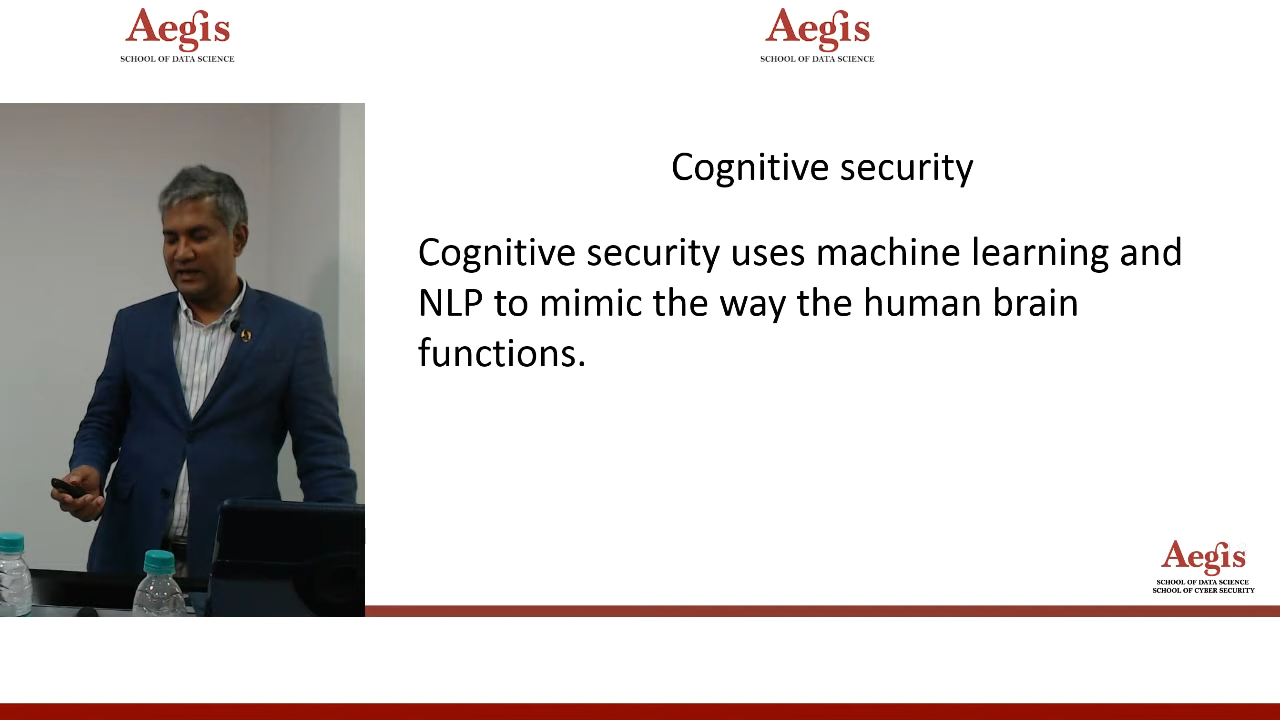 Aegis
SCHOOL OF DATA SCIENCE
Aegis
SCHOOL OF DATA SCIENCE
Cognitive security
Cognitive security uses machine learning and
NLP to mimic the way the human brain
functions.
Aegis
SCHOOL OF DATA SCIENCE
SCHOOL OF CYBER SECURITY